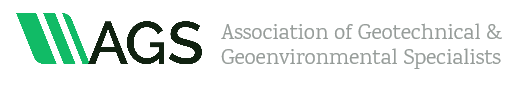 AGS
Association of Geotechnical &
Geoenvironmental Specialists